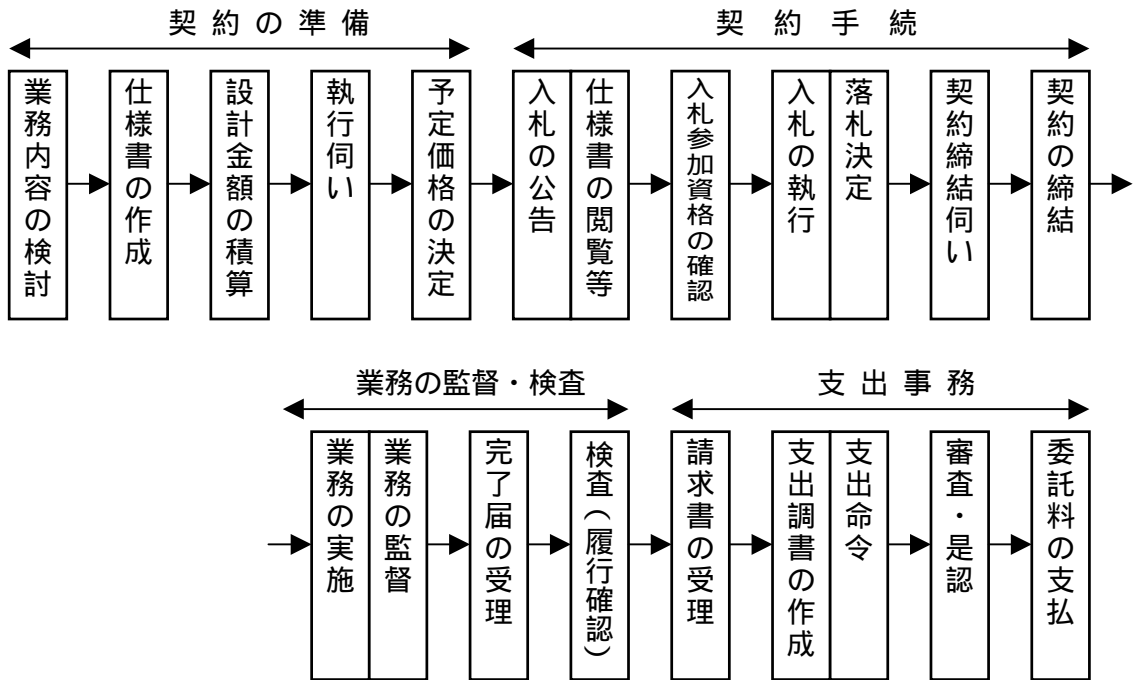 契約の準備
契約手続
業務内容の検討
仕様書の作成
設計金額の積算
執行伺い
予定価格の決定
入札の公告
仕様書の閲覧等
入札参加資格の確認
入札の執行
落札決定
契約締結伺い
契約の締結
業務の監督・検査
支出事務
業務の実施
業務の監督
完了届の受理
検査(履行確認)
請求書の受理
支出調書の作成
支出命令
審査・是認
委託料の支払